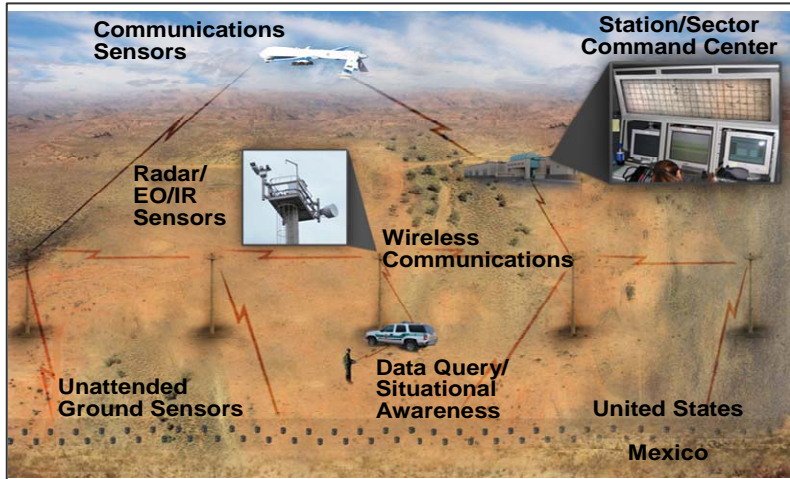 Communications
Sensors
Station/Sector
Command Center
Radar/
EO/IR
Sensors
Wireless
Communications
Unattended
Ground Sensors
Data Query/
Situational
Awareness
United States
Mexico